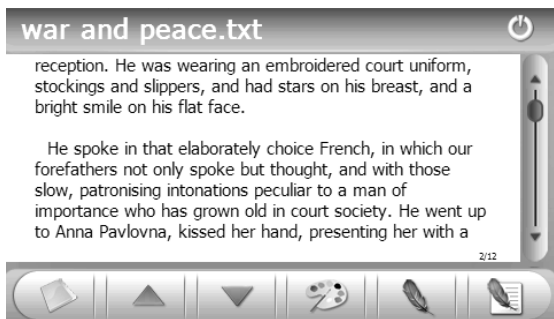 war and peace.txt
reception. He was wearing an embroidered court uniform,
stockings and slippers, and had stars on his breast, and a
bright smile on his flat face.
He spoke in that elaborately choice French, in which our
forefathers not only spoke but thought, and with those
slow, patronising intonations peculiar to a man of
importance who has grown old in court society. He went up
to Anna Pavlovna, kissed her hand, presenting her with a
2/12